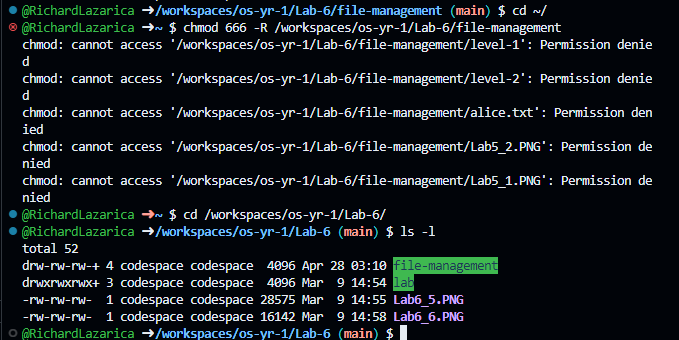 @RichardLazarica ➜/workspaces/os-yr-1/Lab-6/file-management (main) $ cd ~/
@RichardLazarica ➜~ $ chmod 666 -R /workspaces/os-yr-1/Lab-6/file-management
chmod: cannot access '/workspaces/os-yr-1/Lab-6/file-management/level-1': Permission denie
d
chmod: cannot access '/workspaces/os-yr-1/Lab-6/file-management/level-2': Permission denie
d
chmod: cannot access '/workspaces/os-yr-1/Lab-6/file-management/alice.txt': Permission den
ied
chmod: cannot access '/workspaces/os-yr-1/Lab-6/file-management/Lab5_2.PNG': Permission de
nied
chmod: cannot access '/workspaces/os-yr-1/Lab-6/file-management/Lab5_1.PNG': Permission de
nied
@RichardLazarica ➜~ $ cd /workspaces/os-yr-1/Lab-6/
@RichardLazarica ➜/workspaces/os-yr-1/Lab-6 (main) $ ls -l
total 52
drw-rw-rw-+ 4 codespace codespace  4096 Apr 28 03:10 file-management
drwxrwxrwx+ 3 codespace codespace  4096 Mar  9 14:54 lab
-rw-rw-rw-  1 codespace codespace 28575 Mar  9 14:55 Lab6_5.PNG
-rw-rw-rw-  1 codespace codespace 16142 Mar  9 14:58 Lab6_6.PNG
@RichardLazarica ➜/workspaces/os-yr-1/Lab-6 (main) $